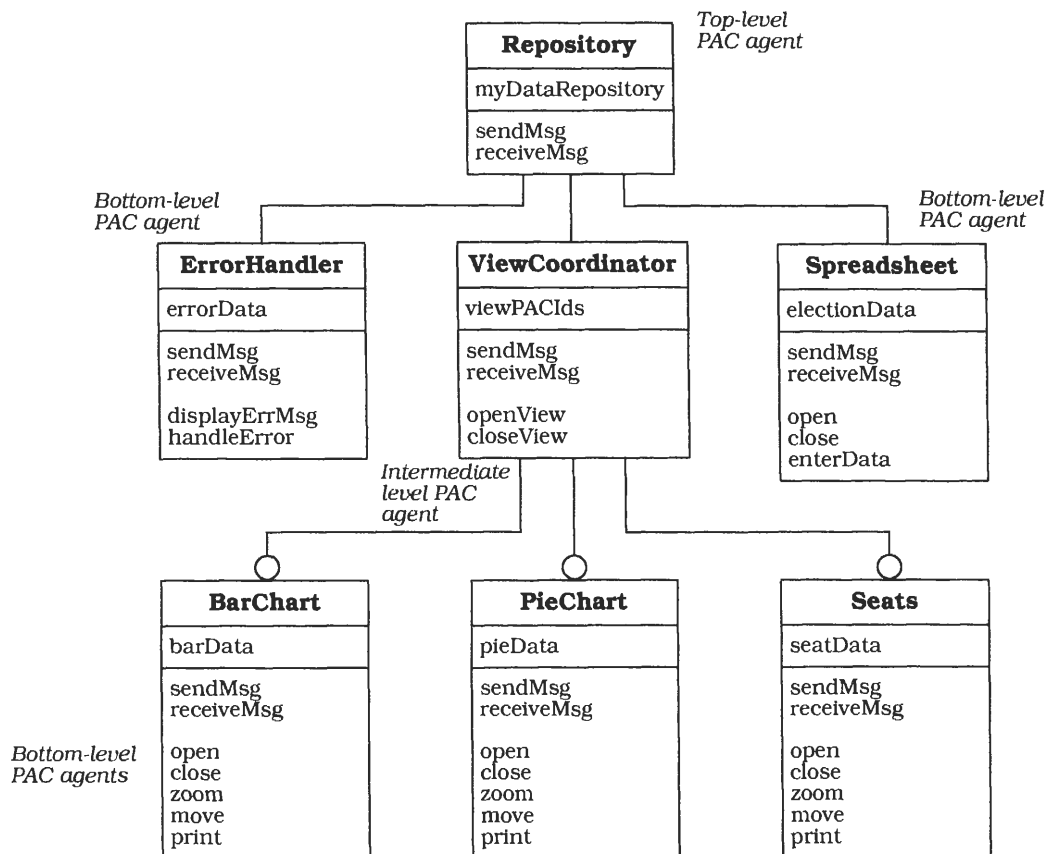 Top-level
PAC agent
Repository
myDataRepository
sendMsg
receiveMsg
Bottom-level
PAC agent
ErrorHandler
errorData
sendMsg
receiveMsg
displayErrMsg
handleError
ViewCoordinator
viewPACIds
sendMsg
receiveMsg
openView
closeView
Bottom-level
PAC agent
Spreadsheet
electionData
sendMsg
receiveMsg
open
close
enterData
Intermediate
level PAC
agent
BarChart
barData
sendMsg
receiveMsg
open
close
zoom
move
print
Bottom-level
PAC agents
PieChart
pieData
sendMsg
receiveMsg
open
close
zoom
move
print
Seats
seatData
sendMsg
receiveMsg
open
close
zoom
move
print